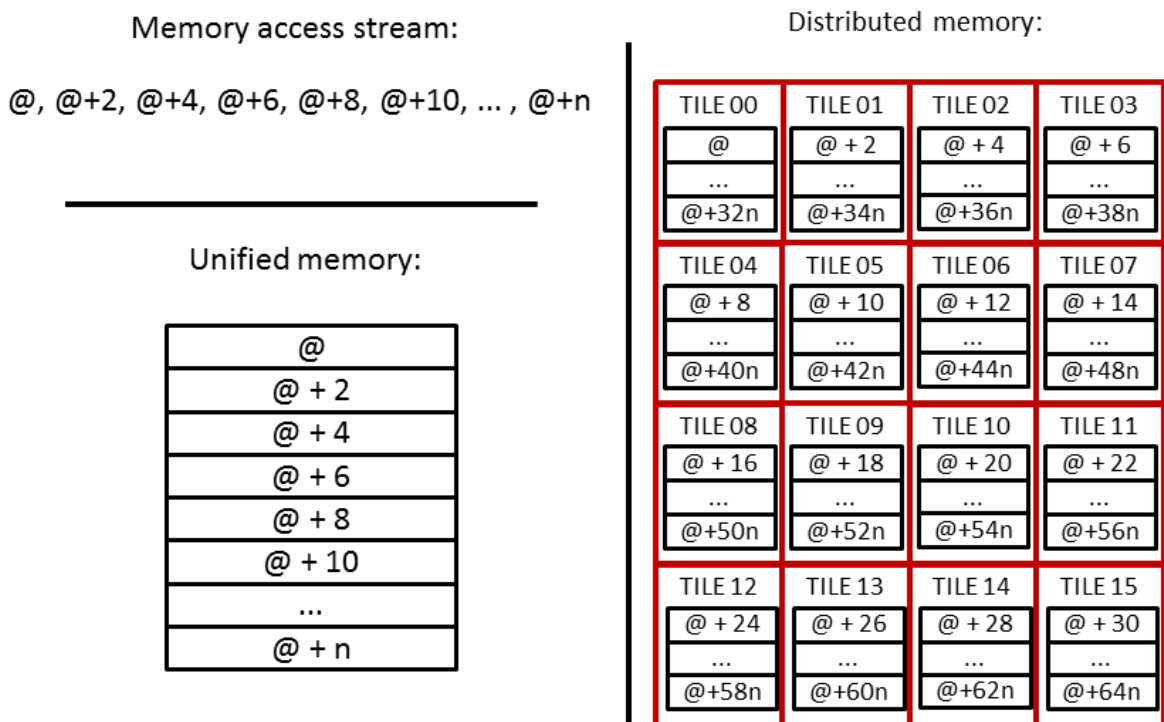 Memory access stream:
@, @+2, @+4, @+6, @+8, @+10, ... , @+n
Unified memory:
@
@ + 2
@ + 4
@ + 6
@ + 8
@ + 10
...
@ + n
Distributed memory:
TILE 00 TILE 01 TILE 02 TILE 03
@ @ + 2 @ + 4 @ + 6
... ... ... ...
@+32n @+34n @+36n @+38n
TILE 04 TILE 05 TILE 06 TILE 07
@ + 8 @ + 10 @ + 12 @ + 14
... ... ... ...
@+40n @+42n @+44n @+48n
TILE 08 TILE 09 TILE 10 TILE 11
@ + 16 @ + 18 @ + 20 @ + 22
... ... ... ...
@+50n @+52n @+54n @+56n
TILE 12 TILE 13 TILE 14 TILE 15
@ + 24 @ + 26 @ + 28 @ + 30
... ... ... ...
@+58n @+60n @+62n @+64n